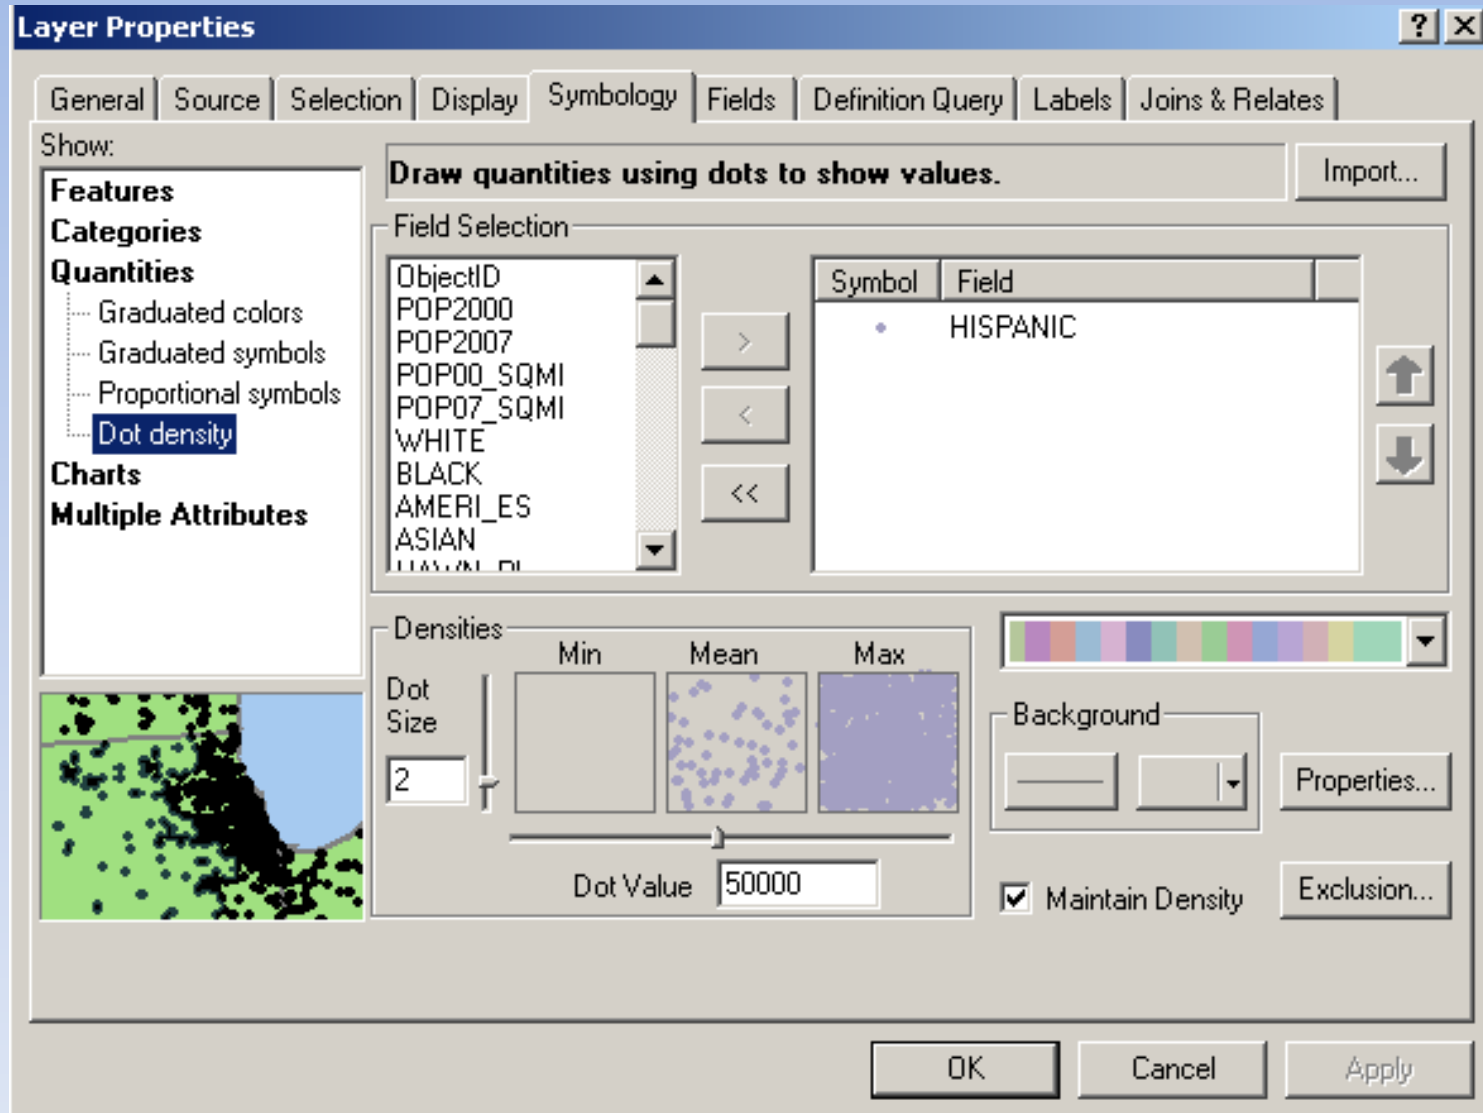 Layer Properties
General Source Selection Display Symbology Fields Definition Query Labels Joins & Relates
Show:
Features
Categories
Quantities
Graduated colors
Graduated symbols
Proportional symbols
Dot density
Charts
Multiple Attributes
Draw quantities using dots to show values.
Import...
Field Selection
ObjectID
POP2000
POP2007
POP00_SQMI
POP07_SQMI
WHITE
BLACK
AMERI_ES
ASIAN
>
<
<<
Symbol Field
HISPANIC
Densities
Min Mean Max
Dot
Size
2
Dot Value 50000
Background
Properties...
Maintain Density
Exclusion...
OK Cancel Apply